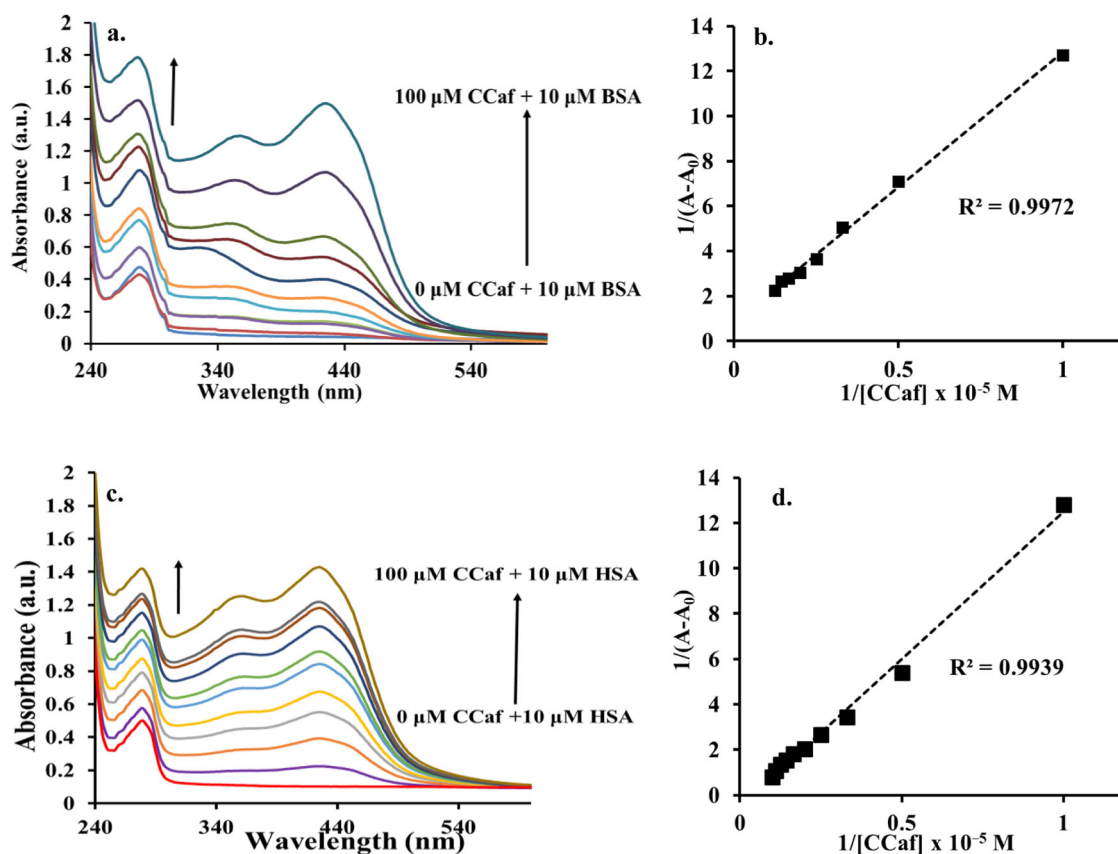 a.
2
1.8
1.6
1.4
1.2
1
0.8
0.6
0.4
0.2
0
Absorbance (a.u.)
100 µM CCaf + 10 µM BSA
0 µM CCaf + 10 µM BSA
240 340 440 540
Wavelength (nm)
b.
14
12
10
8
6
4
2
0
1/(A-A₀)
R² = 0.9972
0 0.5 1
1/[CCaf] x 10⁻⁵ M
c.
2
1.8
1.6
1.4
1.2
1
0.8
0.6
0.4
0.2
0
Absorbance (a.u.)
100 µM CCaf + 10 µM HSA
0 µM CCaf +10 µM HSA
240 340 440 540
Wavelength (nm)
d.
14
12
10
8
6
4
2
0
1/(A-A₀)
R² = 0.9939
0 0.5 1
1/[CCaf] x 10⁻⁵ M